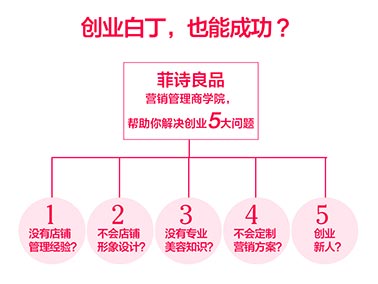 创业白丁，也能成功？
菲诗良品
营销管理商学院，
帮助你解决创业5大问题
1
没有店铺
管理经验？
2
不会店铺
形象设计？
3
没有专业
美容知识？
4
不会定制
营销方案？
5
创业
新人？